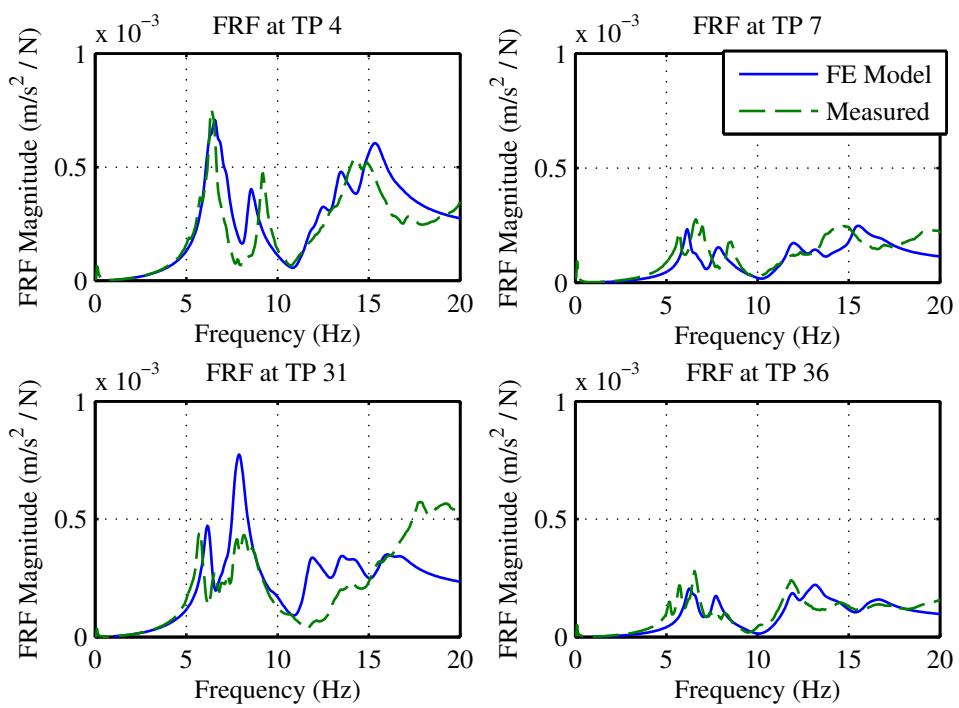 FRF at TP 4
x 10⁻³
FRF Magnitude (m/s² / N)
1
0.5
0
0 5 10 15 20
Frequency (Hz)
FRF at TP 7
x 10⁻³
FRF Magnitude (m/s² / N)
1
0.5
0
0 5 10 15 20
Frequency (Hz)
FE Model
Measured
FRF at TP 31
x 10⁻³
FRF Magnitude (m/s² / N)
1
0.5
0
0 5 10 15 20
Frequency (Hz)
FRF at TP 36
x 10⁻³
FRF Magnitude (m/s² / N)
1
0.5
0
0 5 10 15 20
Frequency (Hz)